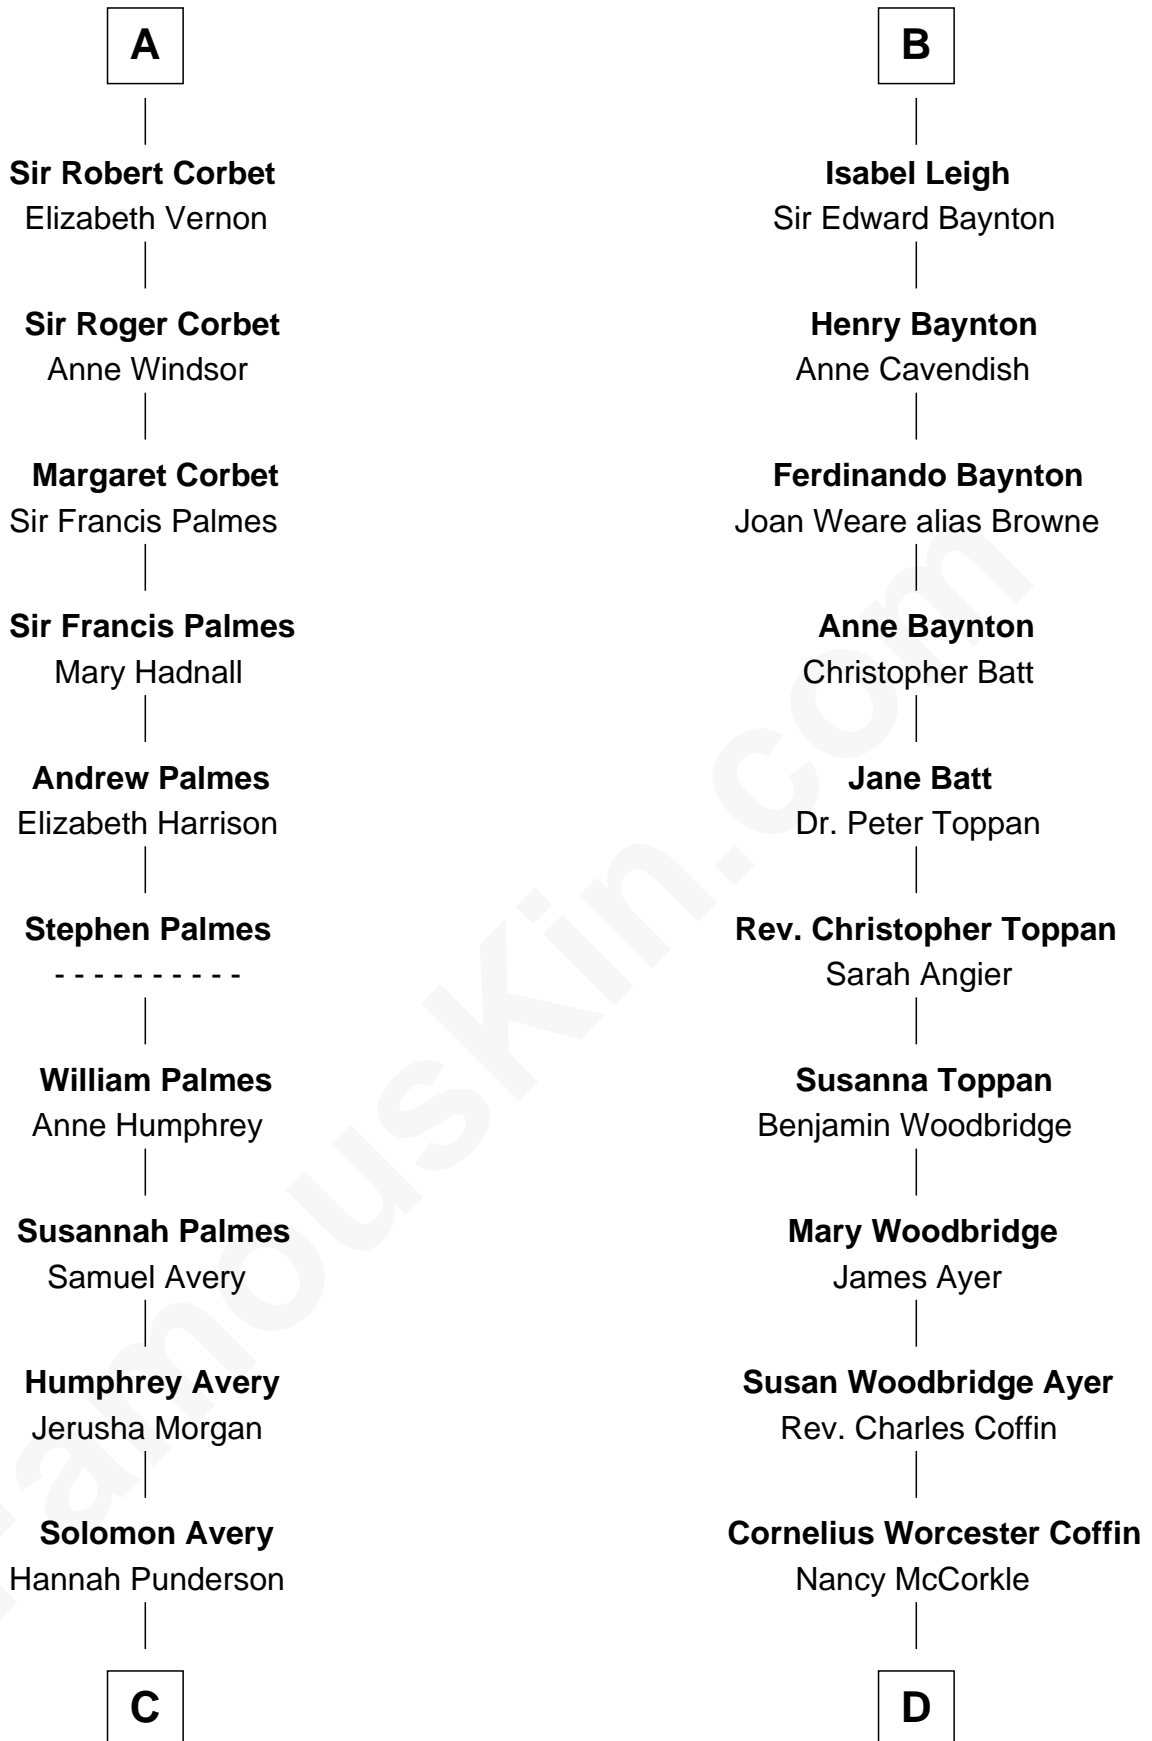 A
Sir Robert Corbet
Elizabeth Vernon
Sir Roger Corbet
Anne Windsor
Margaret Corbet
Sir Francis Palmes
Sir Francis Palmes
Mary Hadnall
Andrew Palmes
Elizabeth Harrison
Stephen Palmes
- - - - - - - - - -
William Palmes
Anne Humphrey
Susannah Palmes
Samuel Avery
Humphrey Avery
Jerusha Morgan
Solomon Avery
Hannah Punderson
C
B
Isabel Leigh
Sir Edward Baynton
Henry Baynton
Anne Cavendish
Ferdinando Baynton
Joan Weare alias Browne
Anne Baynton
Christopher Batt
Jane Batt
Dr. Peter Toppan
Rev. Christopher Toppan
Sarah Angier
Susanna Toppan
Benjamin Woodbridge
Mary Woodbridge
James Ayer
Susan Woodbridge Ayer
Rev. Charles Coffin
Cornelius Worcester Coffin
Nancy McCorkle
D
FamousKin.com